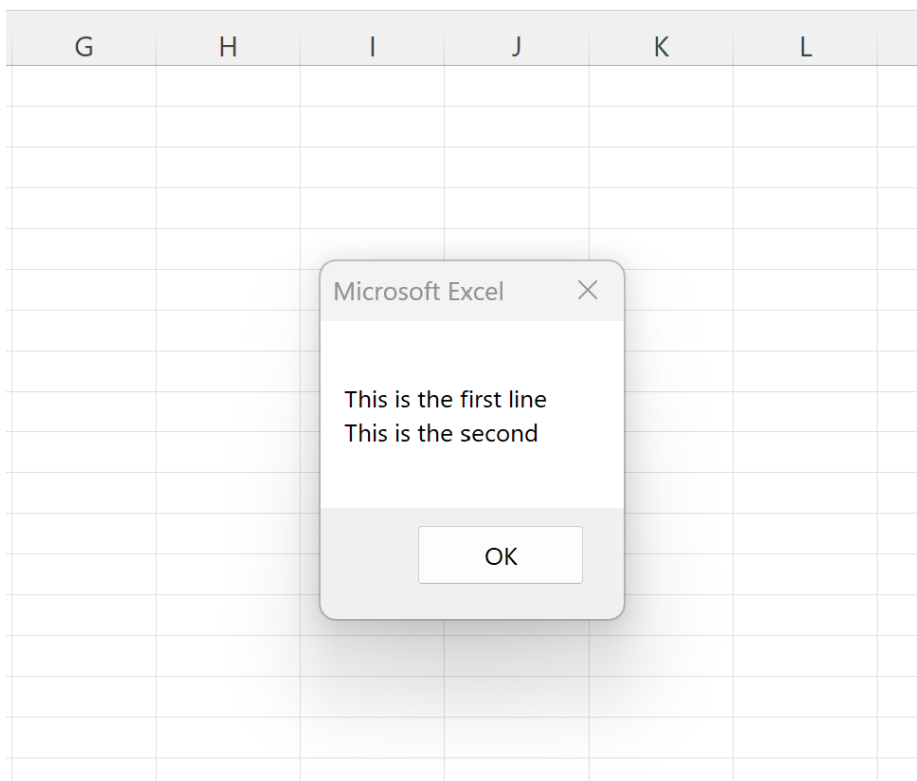 G H I J K L
Microsoft Excel
This is the first line
This is the second
OK